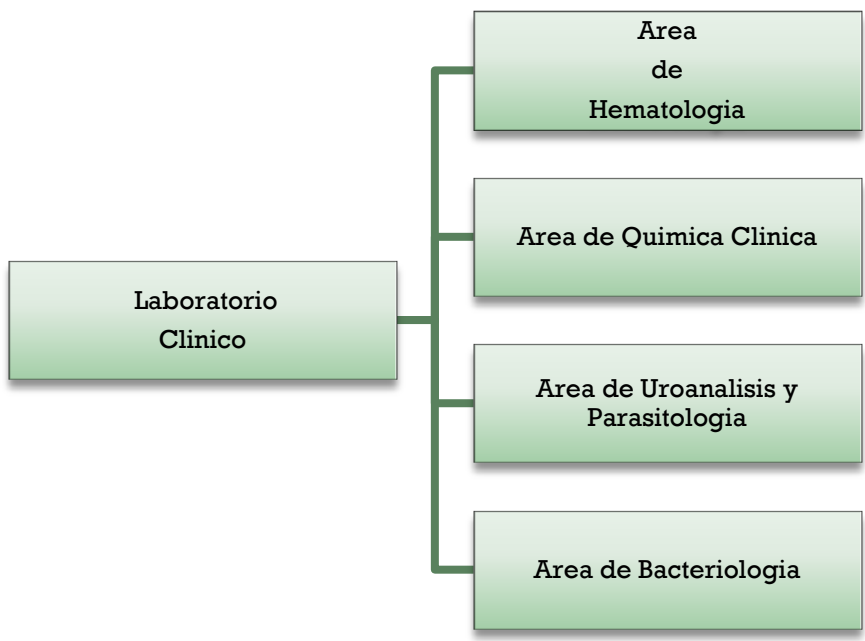 Area
de
Hematologia
Area de Quimica Clinica
Laboratorio
Clinico
Area de Uroanalisis y
Parasitologia
Area de Bacteriologia